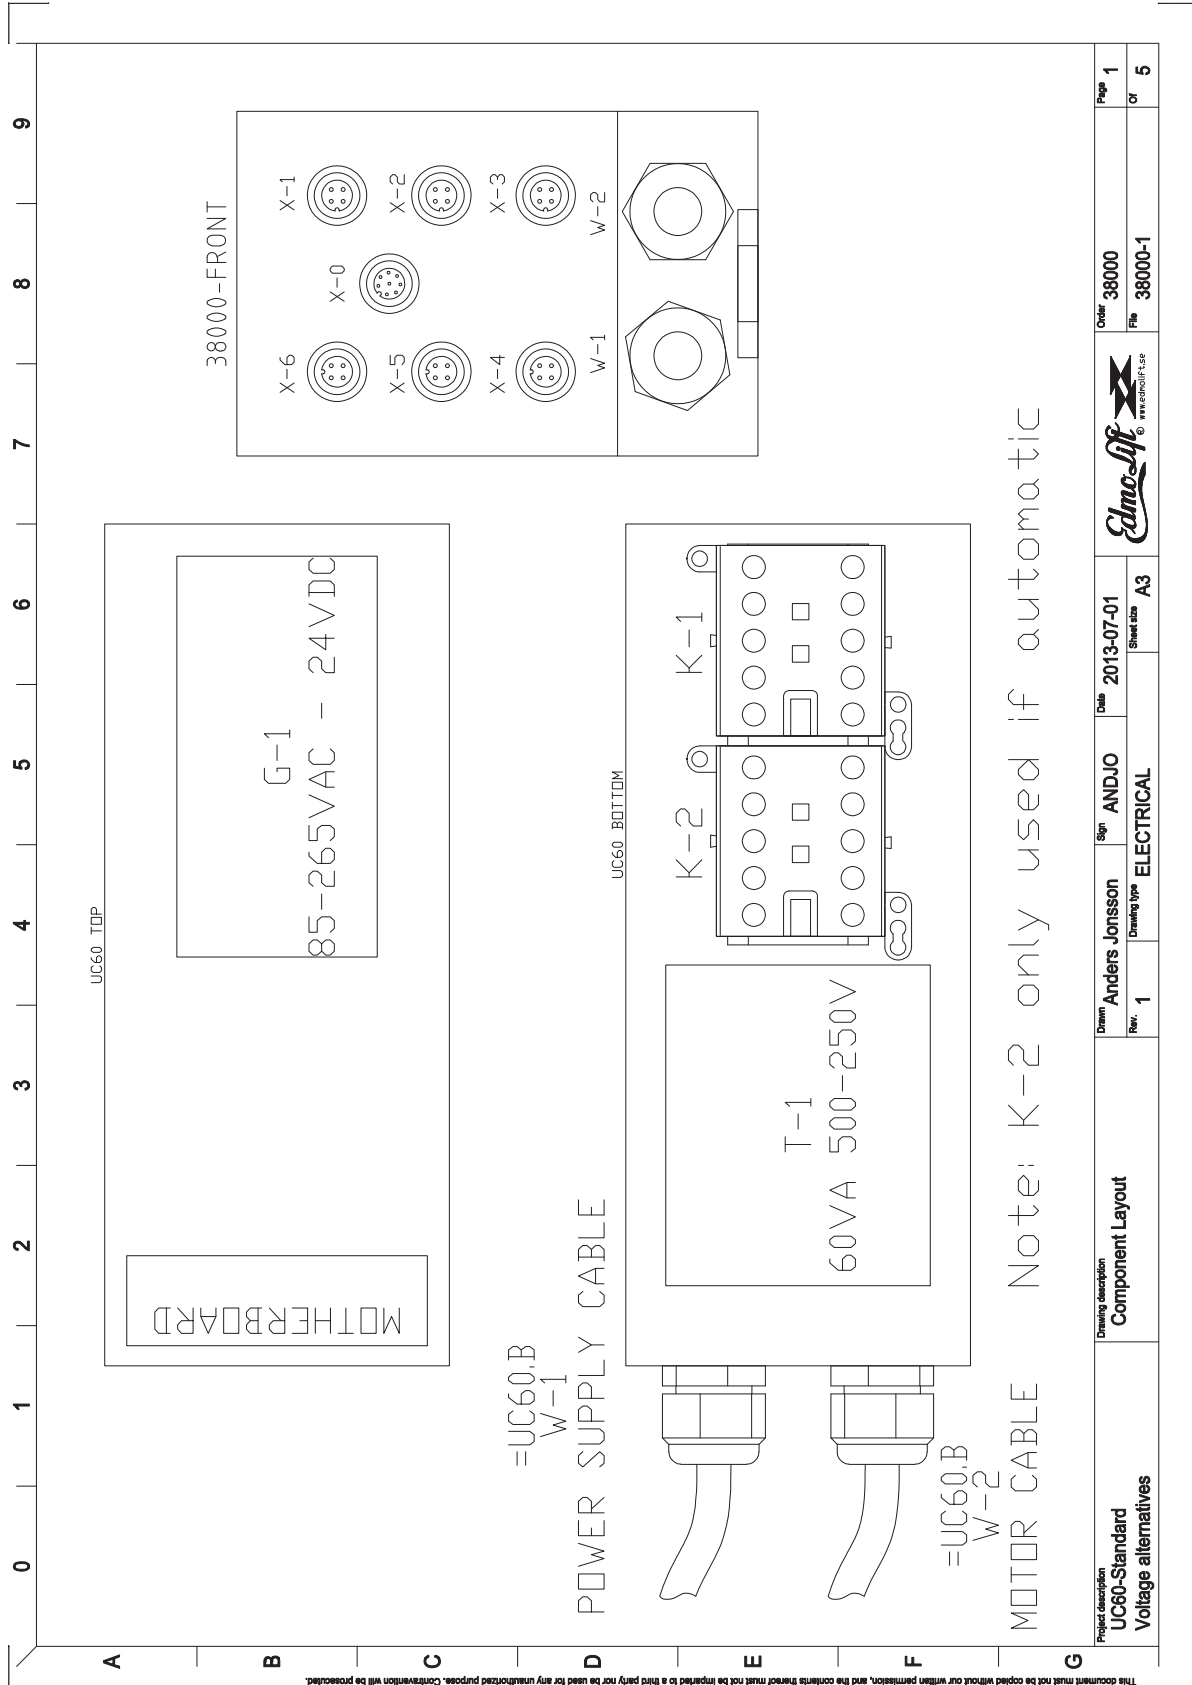 This document must not be copied without our written permission, and the contents thereof must not be imparted to a third party nor be used for any unauthorized purpose. Contravention will be prosecuted.
0 1 2 3 4 5 6 7 8 9
A
B
C
D
E
F
G
UC60 TOP
MOTHERBOARD
G-1
85-265VAC - 24VDC
38000-FRONT
X-6
X-0
X-1
X-5
X-2
X-4
X-3
W-1
W-2
=UC60.B
W-1
POWER SUPPLY CABLE
UC60 BOTTOM
T-1
60VA 500-250V
K-2
K-1
=UC60.B
W-2
MOTOR CABLE
Note: K-2 only used if automatic
Project description
UC60-Standard
Voltage alternatives
Drawing description
Component Layout
Drawn Anders Jonsson
Sign ANDJO
Date 2013-07-01
Rev. 1
Drawing type ELECTRICAL
Sheet size A3
EdmoLift ®
www.edmolift.se
Order 38000
File 38000-1
Page 1
Of 5